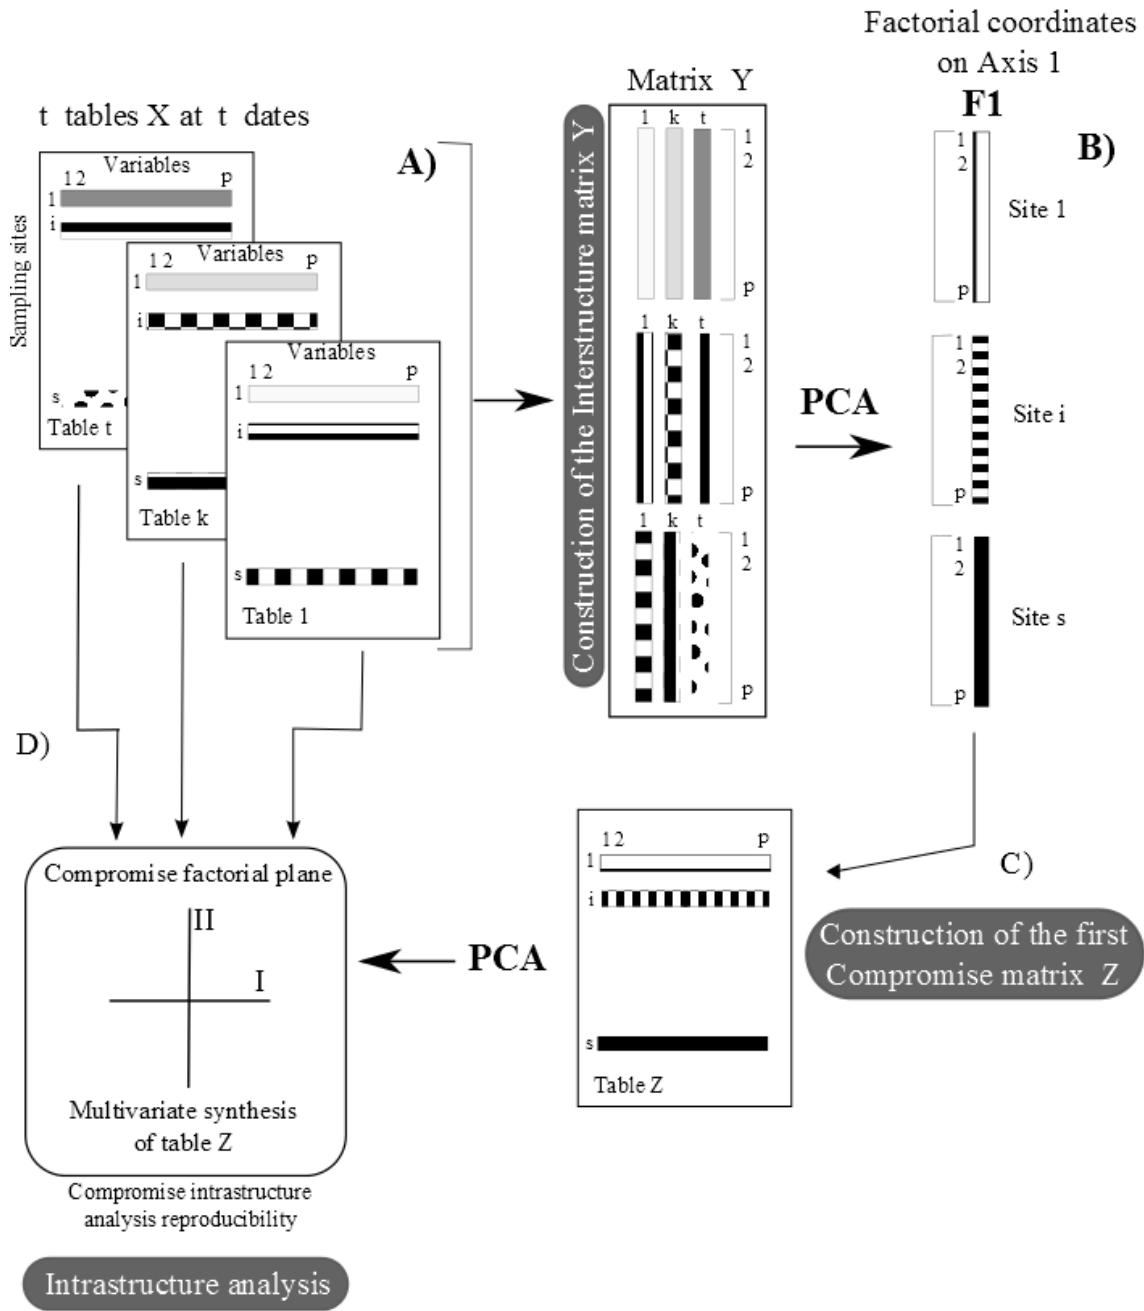 t tables X at t dates
A)
Variables
1 2 p
1
i
s
Sampling sites
Table t
Variables
1 2 p
1
i
s
Table k
Variables
1 2 p
1
i
s
Table 1
Construction of the Interstructure matrix Y
Matrix Y
1 k t
1
2
p
1 k t
1
2
p
1 k t
1
2
p
PCA
Factorial coordinates
on Axis 1
F1
B)
1
2
p
Site 1
1
2
p
Site i
1
2
p
Site s
C)
Construction of the first
Compromise matrix Z
1 2 p
1
i
s
Table Z
PCA
D)
Compromise factorial plane
II
I
Multivariate synthesis
of table Z
Compromise intrastructure
analysis reproducibility
Intrastructure analysis